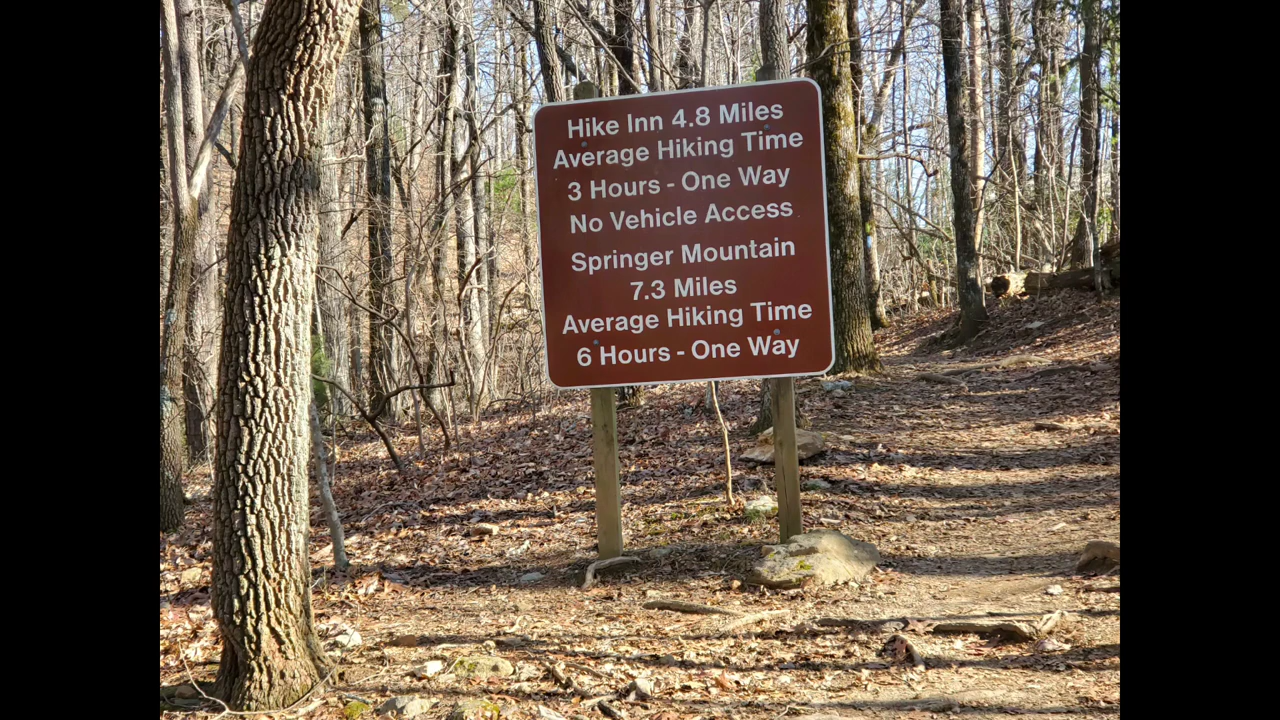 Hike Inn 4.8 Miles
Average Hiking Time
3 Hours - One Way
No Vehicle Access
Springer Mountain
7.3 Miles
Average Hiking Time
6 Hours - One Way